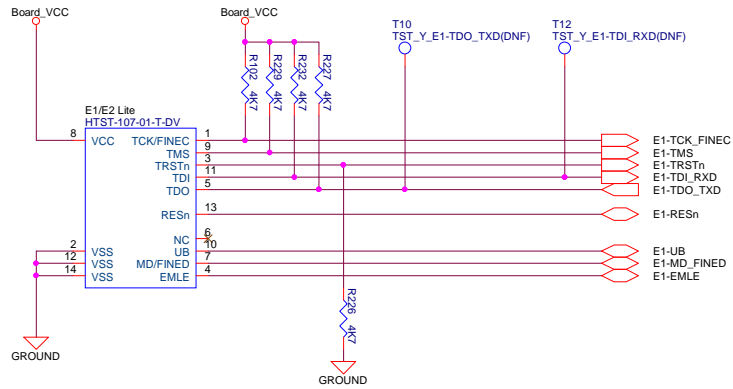 Board_VCC
Board_VCC
T10
TST_Y_E1-TDO_TXD(DNF)
T12
TST_Y_E1-TDI_RXD(DNF)
R102 4K7
R229 4K7
R232 4K7
R227 4K7
E1/E2 Lite
HTST-107-01-T-DV
8 VCC TCK/FINEC 1 E1-TCK_FINEC
TMS 9 E1-TMS
TRSTn 3 E1-TRSTn
TDI 11 E1-TDI_RXD
TDO 5 E1-TDO_TXD
RESn 13 E1-RESn
NC 6
2 VSS UB 10 E1-UB
12 VSS MD/FINED 7 E1-MD_FINED
14 VSS EMLE 4 E1-EMLE
R226 4K7
GROUND
GROUND